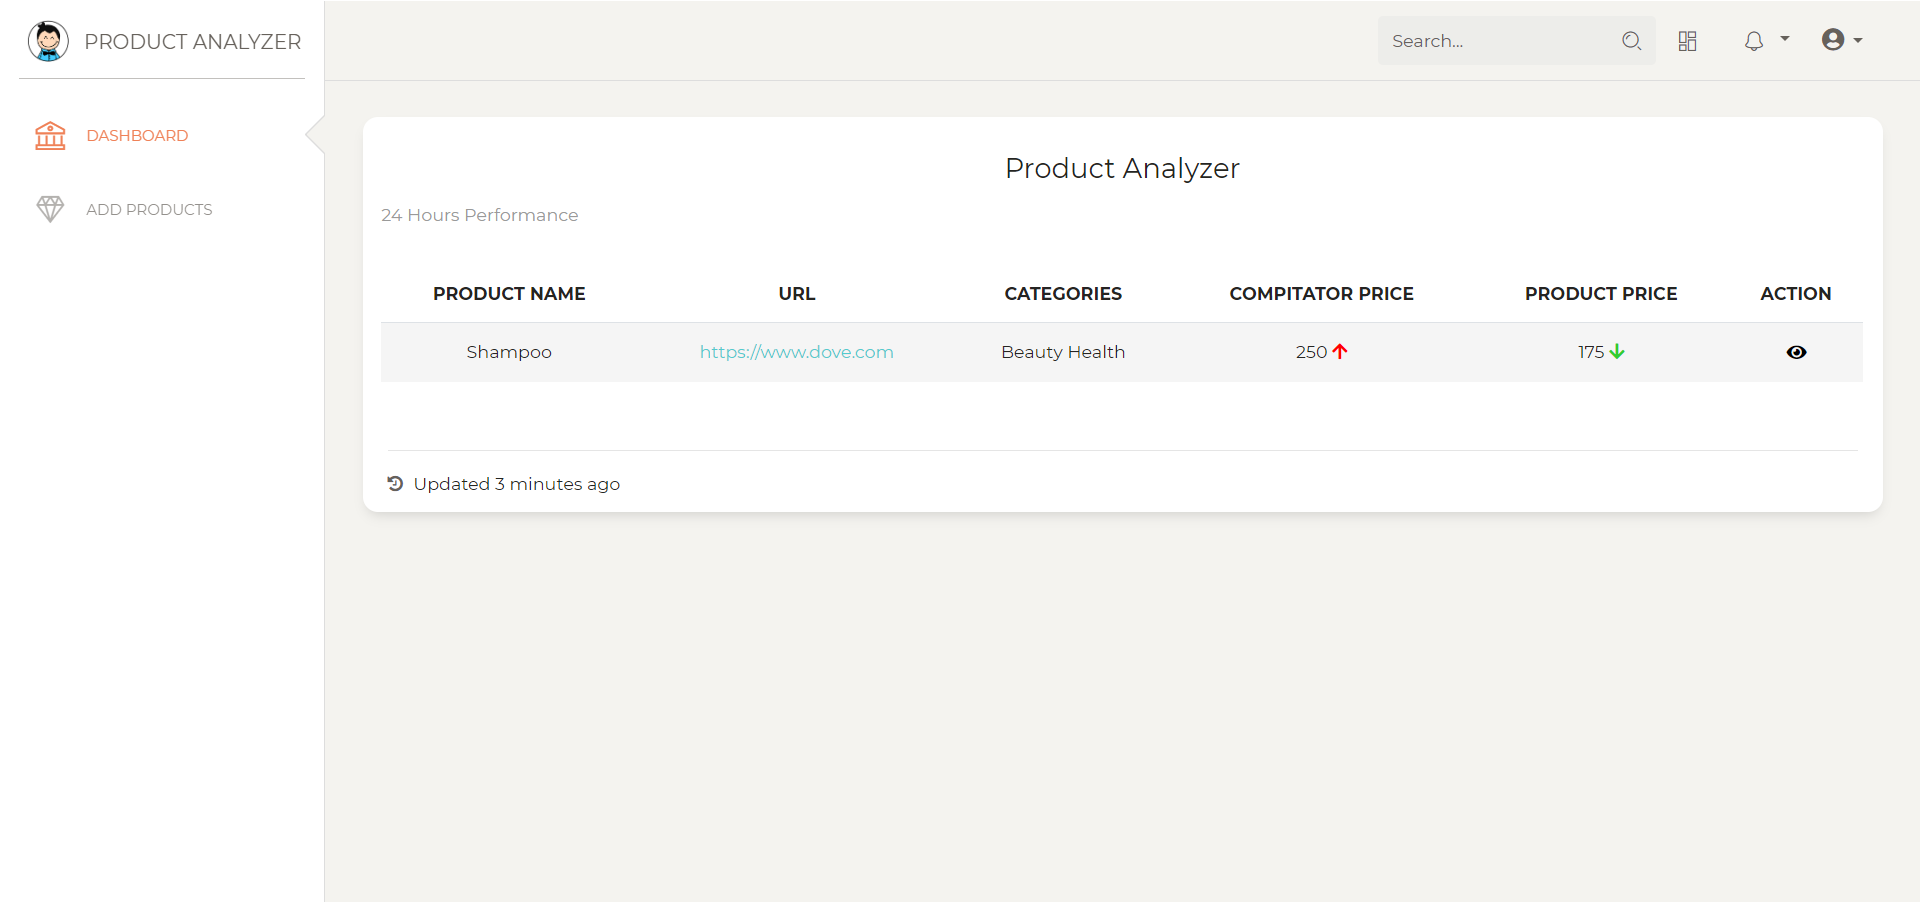 PRODUCT ANALYZER
Search...
DASHBOARD
ADD PRODUCTS
Product Analyzer
24 Hours Performance
PRODUCT NAME URL CATEGORIES COMPITATOR PRICE PRODUCT PRICE ACTION
Shampoo https://www.dove.com Beauty Health 250 175
Updated 3 minutes ago